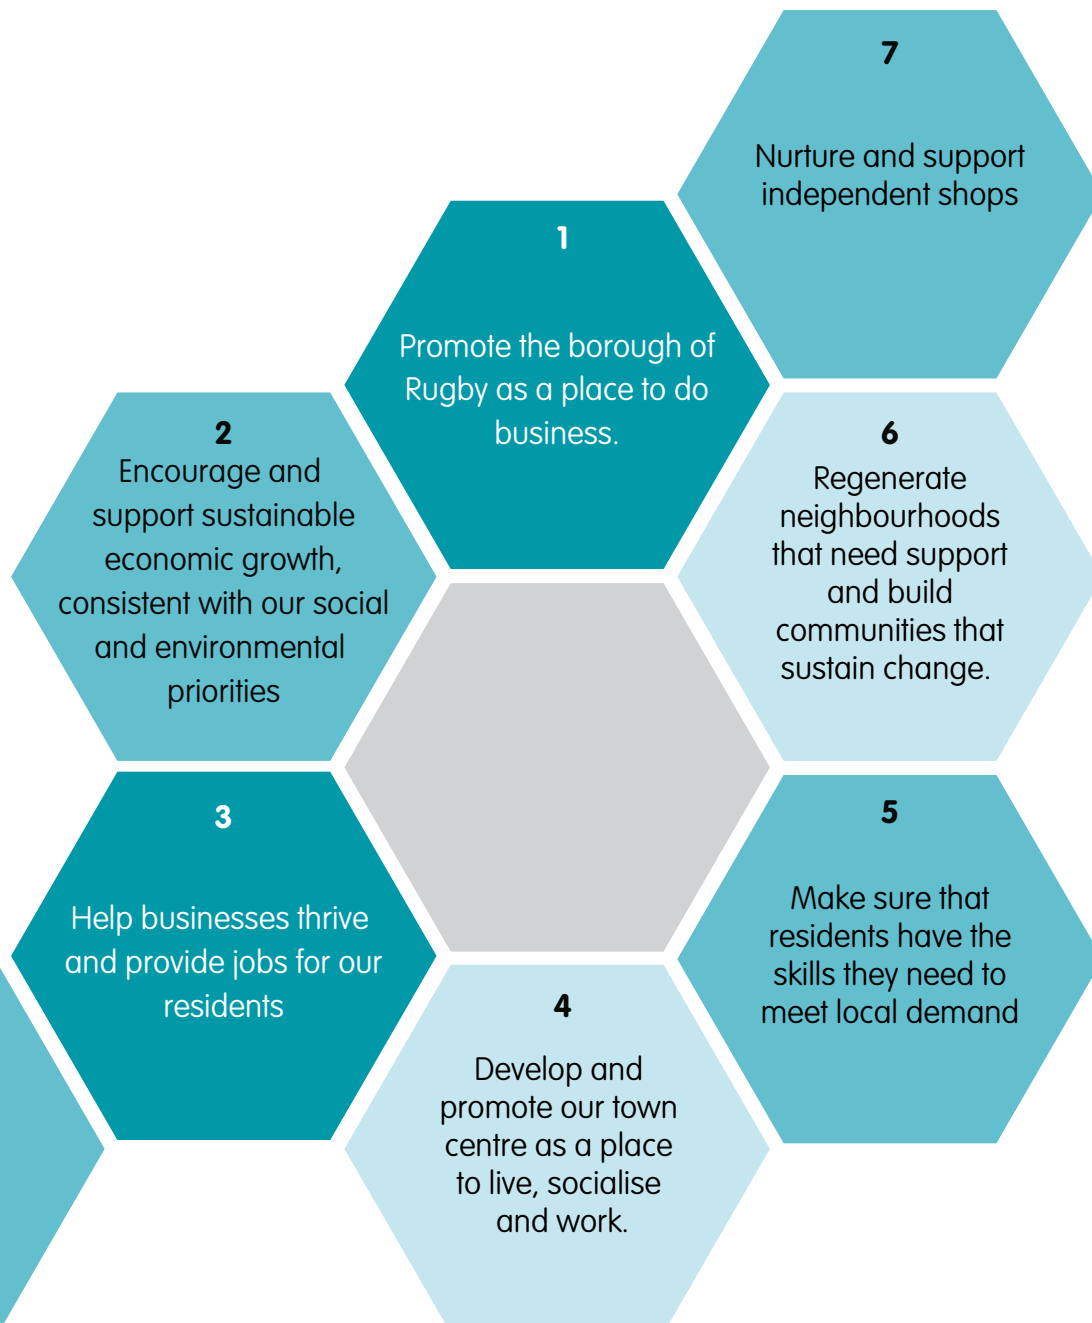 7
Nurture and support
independent shops
1
Promote the borough of
Rugby as a place to do
business.
2
Encourage and
support sustainable
economic growth,
consistent with our social
and environmental
priorities
6
Regenerate
neighbourhoods
that need support
and build
communities that
sustain change.
3
Help businesses thrive
and provide jobs for our
residents
5
Make sure that
residents have the
skills they need to
meet local demand
4
Develop and
promote our town
centre as a place
to live, socialise
and work.